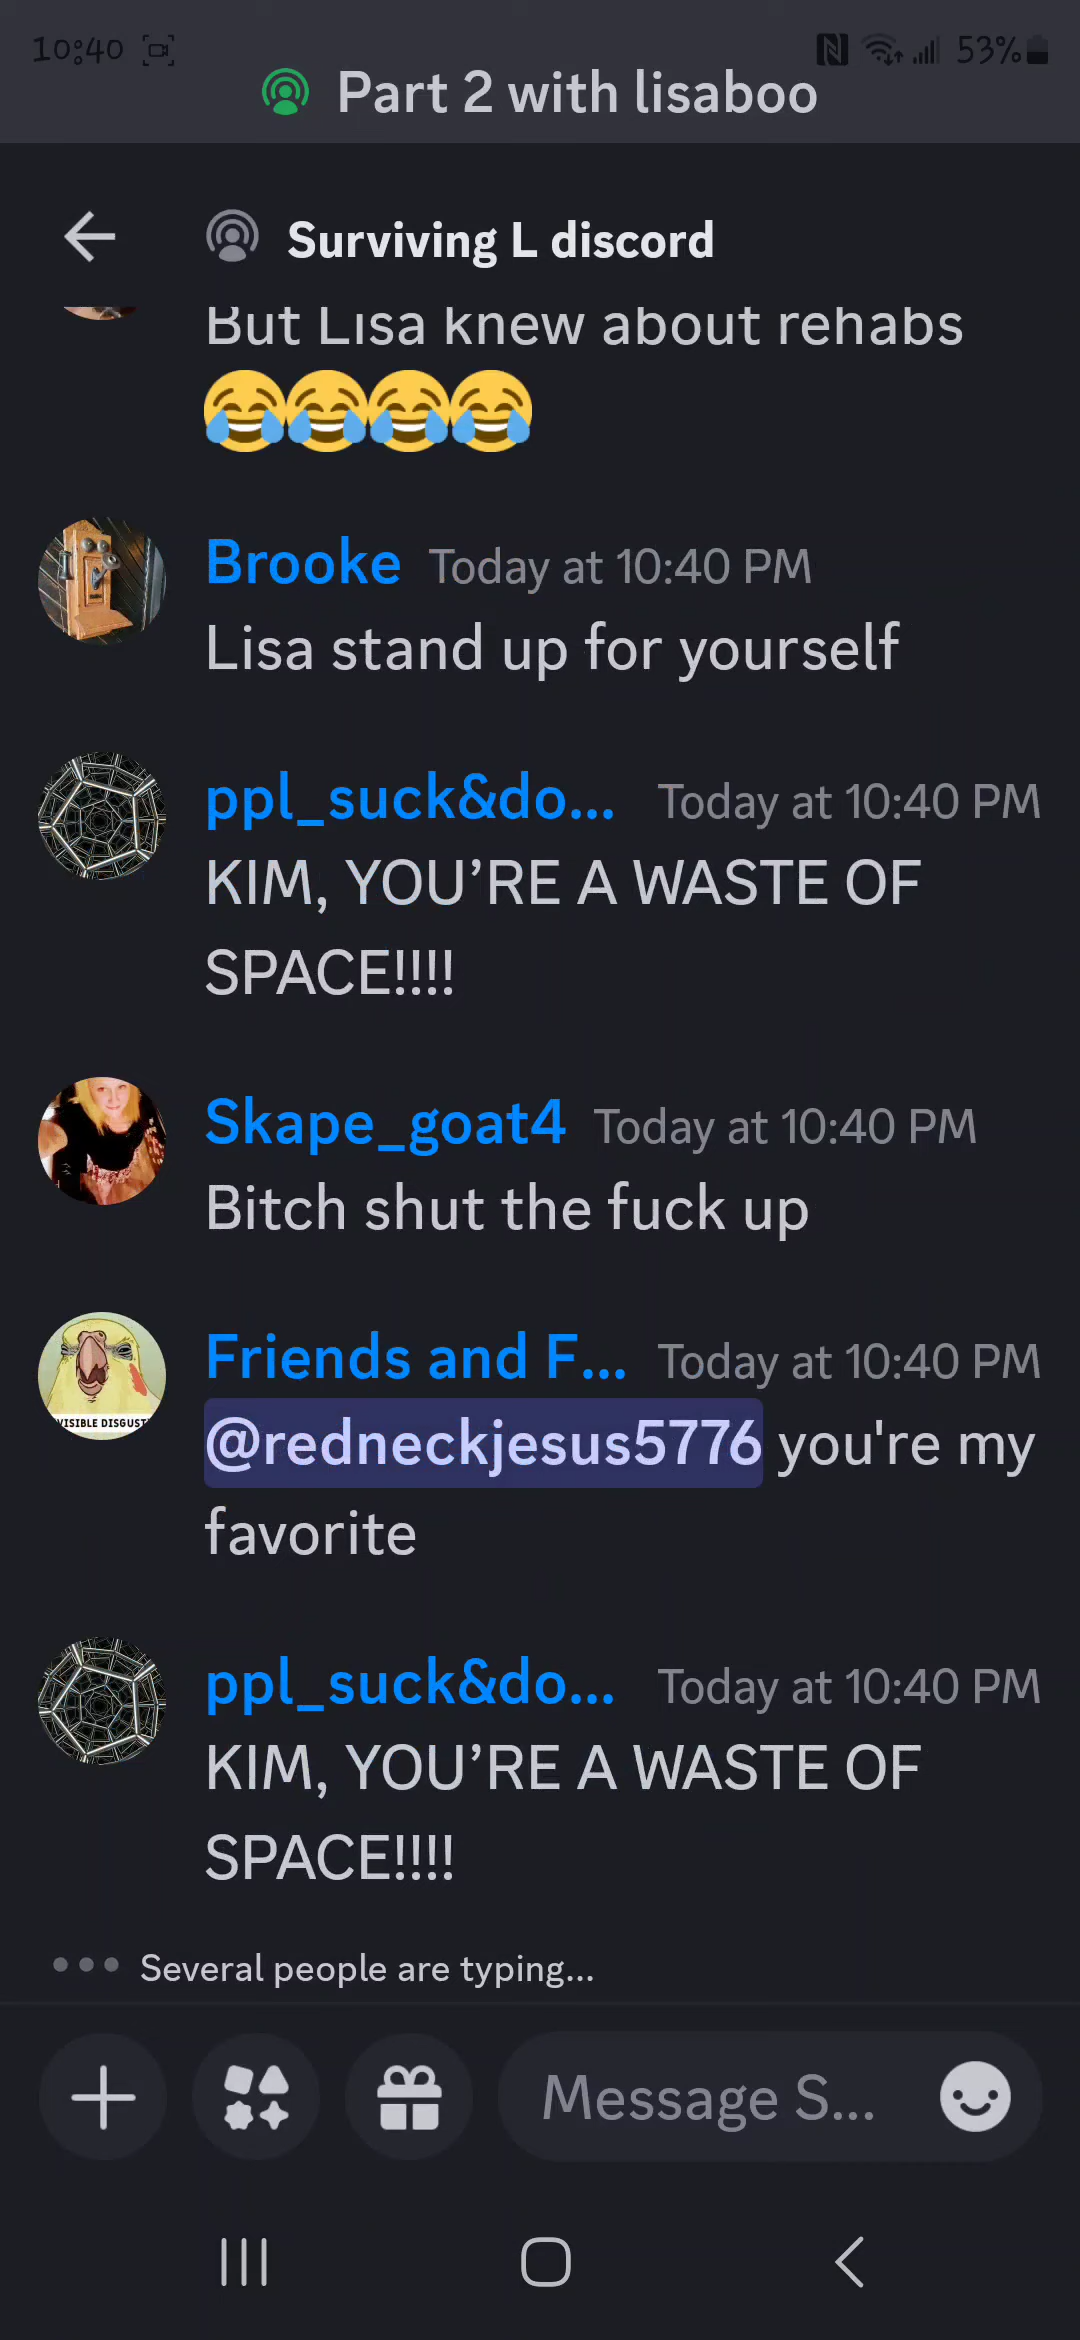 10:40
53%
Part 2 with lisaboo
Surviving L discord
But Lisa knew about rehabs
😂😂😂😂
Brooke Today at 10:40 PM
Lisa stand up for yourself
ppl_suck&do... Today at 10:40 PM
KIM, YOU’RE A WASTE OF
SPACE!!!!
Skape_goat4 Today at 10:40 PM
Bitch shut the fuck up
Friends and F... Today at 10:40 PM
VISIBLE DISGUST
@redneckjesus5776 you're my
favorite
ppl_suck&do... Today at 10:40 PM
KIM, YOU’RE A WASTE OF
SPACE!!!!
Several people are typing...
Message S...